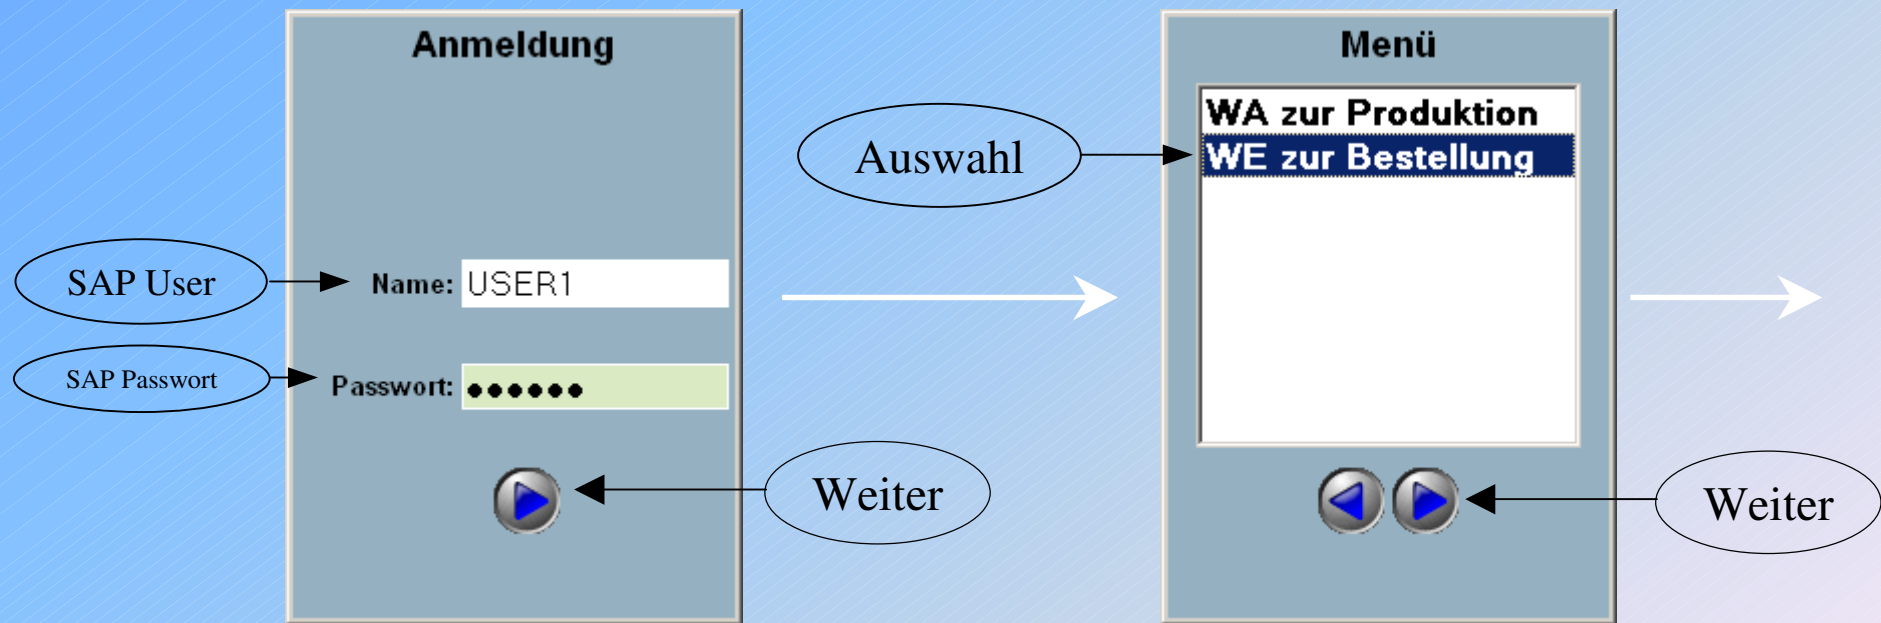 Anmeldung
SAP User
Name: USER1
SAP Passwort
Passwort: ●●●●●●
Weiter
Menü
Auswahl
WA zur Produktion
WE zur Bestellung
Weiter